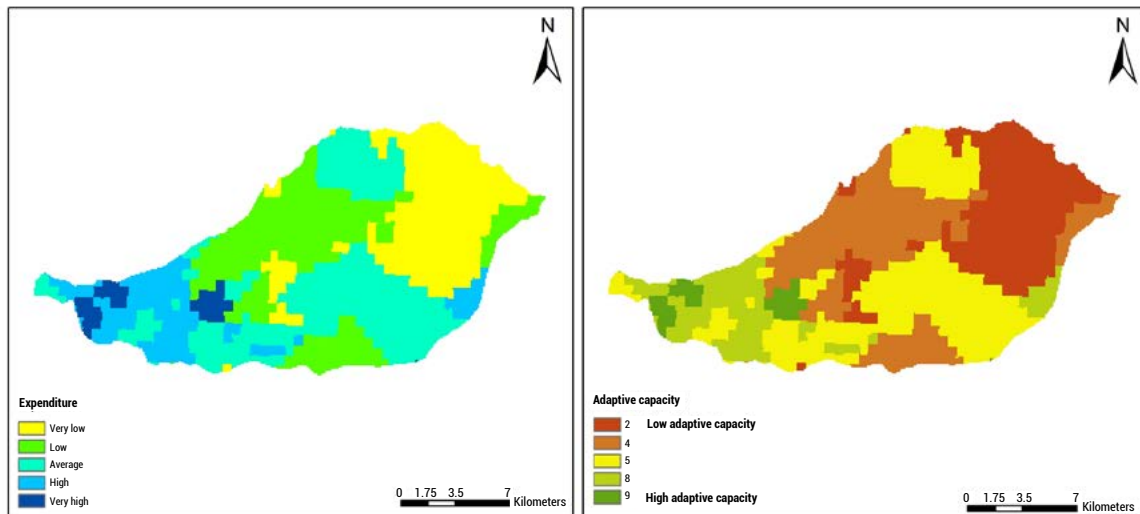 N
Expenditure
Very low
Low
Average
High
Very high
0 1.75 3.5 7
Kilometers
N
Adaptive capacity
2 Low adaptive capacity
4
5
8
9 High adaptive capacity
0 1.75 3.5 7
Kilometers